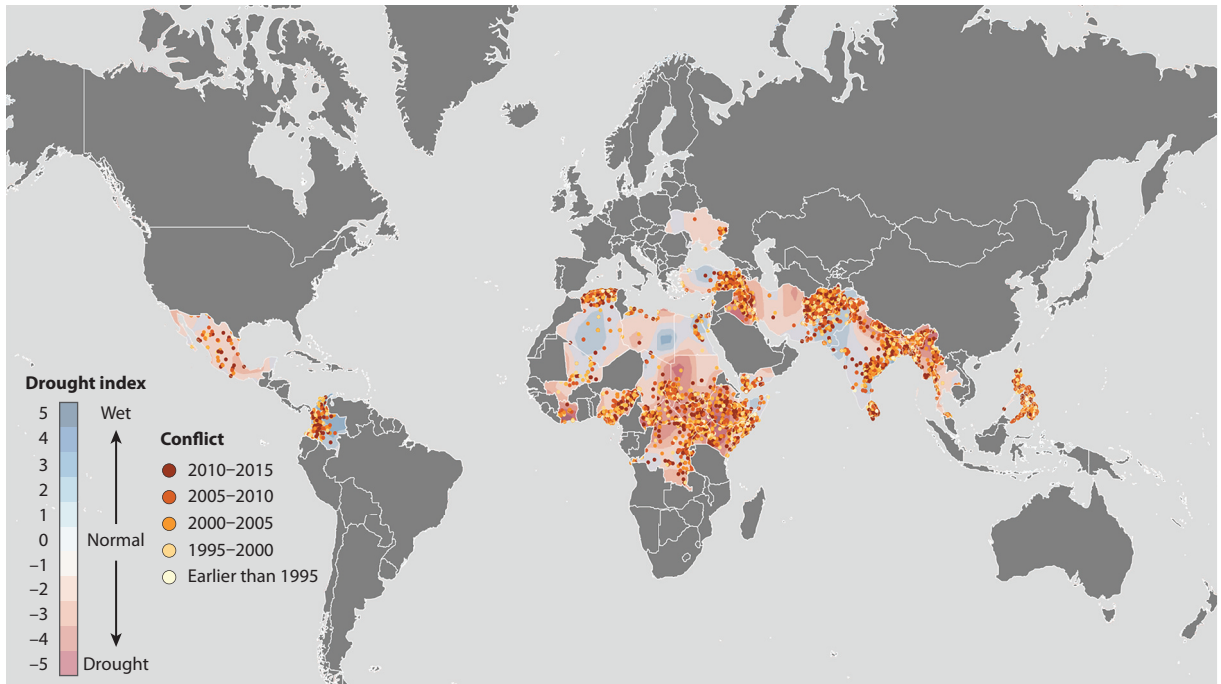 Drought index
5
4
3
2
1
0
−1
−2
−3
−4
−5
Wet
Normal
Drought
Conflict
2010–2015
2005–2010
2000–2005
1995–2000
Earlier than 1995